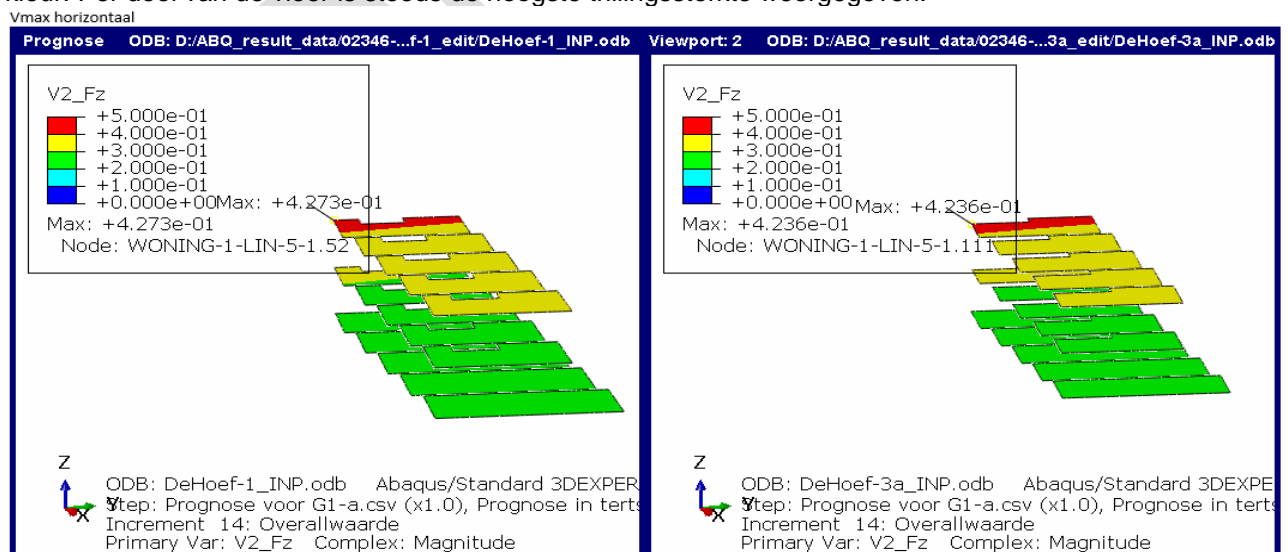 Vmax horizontaal
Prognose ODB: D:/ABQ_result_data/02346-...f-1_edit/DeHoef-1_INP.odb Viewport: 2 ODB: D:/ABQ_result_data/02346-...3a_edit/DeHoef-3a_INP.odb
V2_Fz
+5.000e-01
+4.000e-01
+3.000e-01
+2.000e-01
+1.000e-01
+0.000e+00
Max: +4.273e-01
Max: +4.273e-01
Node: WONING-1-LIN-5-1.52
Z
Y
X
ODB: DeHoef-1_INP.odb Abaqus/Standard 3DEXPER
Step: Prognose voor G1-a.csv (x1.0), Prognose in terts
Increment 14: Overallwaarde
Primary Var: V2_Fz Complex: Magnitude
V2_Fz
+5.000e-01
+4.000e-01
+3.000e-01
+2.000e-01
+1.000e-01
+0.000e+00
Max: +4.236e-01
Max: +4.236e-01
Node: WONING-1-LIN-5-1.111
Z
Y
X
ODB: DeHoef-3a_INP.odb Abaqus/Standard 3DEXPE
Step: Prognose voor G1-a.csv (x1.0), Prognose in terts
Increment 14: Overallwaarde
Primary Var: V2_Fz Complex: Magnitude